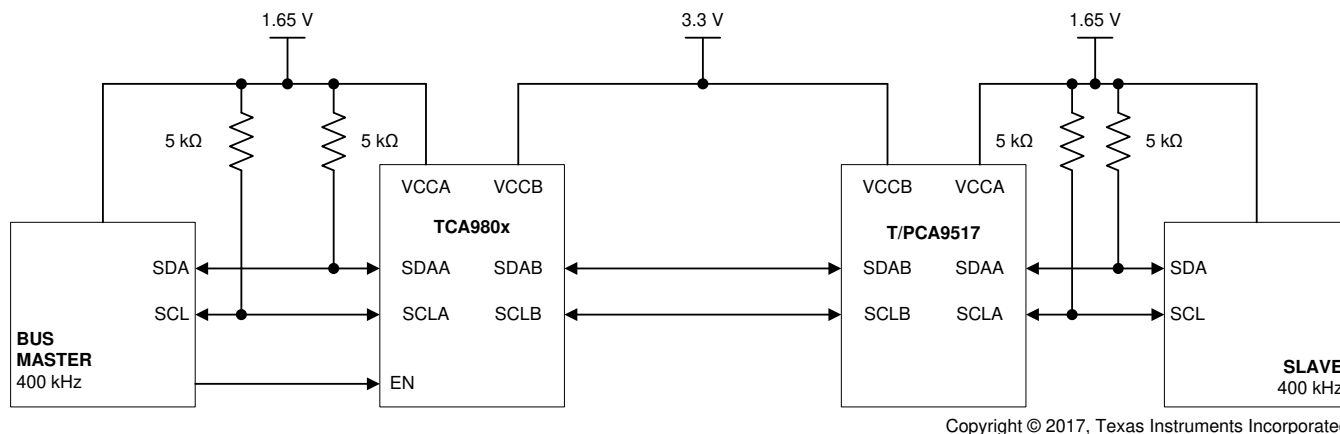 1.65 V
3.3 V
1.65 V
5 kΩ
5 kΩ
5 kΩ
5 kΩ
VCCA
VCCB
VCCB
VCCA
TCA980x
T/PCA9517
SDA
SDAA
SDAB
SDAB
SDAA
SDA
SCL
SCLA
SCLB
SCLB
SCLA
SCL
BUS
MASTER
400 kHz
EN
SLAVE
400 kHz
Copyright © 2017, Texas Instruments Incorporate